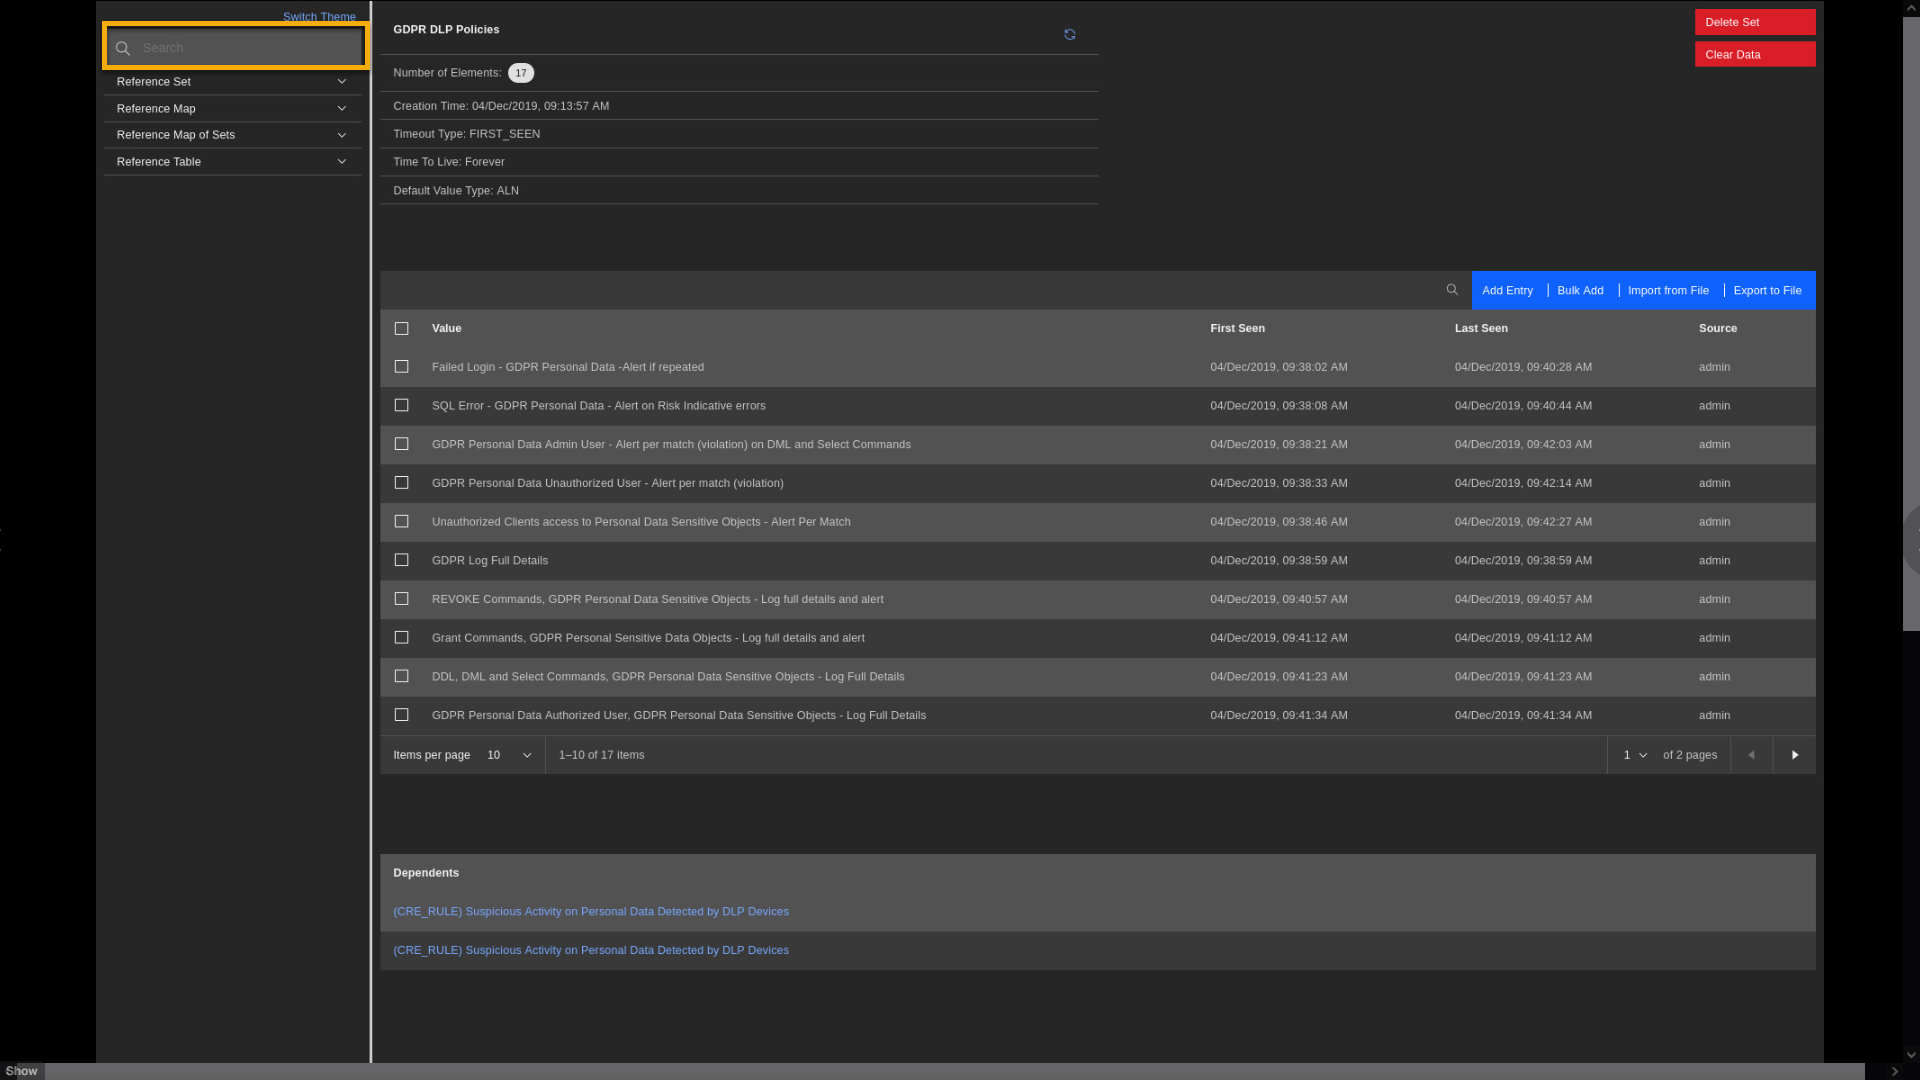 Switch Theme
Search
Reference Set
Reference Map
Reference Map of Sets
Reference Table
GDPR DLP Policies
Number of Elements: 17
Creation Time: 04/Dec/2019, 09:13:57 AM
Timeout Type: FIRST_SEEN
Time To Live: Forever
Default Value Type: ALN
Delete Set
Clear Data
Add Entry | Bulk Add | Import from File | Export to File
Value First Seen Last Seen Source
Failed Login - GDPR Personal Data -Alert if repeated 04/Dec/2019, 09:38:02 AM 04/Dec/2019, 09:40:28 AM admin
SQL Error - GDPR Personal Data - Alert on Risk Indicative errors 04/Dec/2019, 09:38:08 AM 04/Dec/2019, 09:40:44 AM admin
GDPR Personal Data Admin User - Alert per match (violation) on DML and Select Commands 04/Dec/2019, 09:38:21 AM 04/Dec/2019, 09:42:03 AM admin
GDPR Personal Data Unauthorized User - Alert per match (violation) 04/Dec/2019, 09:38:33 AM 04/Dec/2019, 09:42:14 AM admin
Unauthorized Clients access to Personal Data Sensitive Objects - Alert Per Match 04/Dec/2019, 09:38:46 AM 04/Dec/2019, 09:42:27 AM admin
GDPR Log Full Details 04/Dec/2019, 09:38:59 AM 04/Dec/2019, 09:38:59 AM admin
REVOKE Commands, GDPR Personal Data Sensitive Objects - Log full details and alert 04/Dec/2019, 09:40:57 AM 04/Dec/2019, 09:40:57 AM admin
Grant Commands, GDPR Personal Sensitive Data Objects - Log full details and alert 04/Dec/2019, 09:41:12 AM 04/Dec/2019, 09:41:12 AM admin
DDL, DML and Select Commands, GDPR Personal Data Sensitive Objects - Log Full Details 04/Dec/2019, 09:41:23 AM 04/Dec/2019, 09:41:23 AM admin
GDPR Personal Data Authorized User, GDPR Personal Data Sensitive Objects - Log Full Details 04/Dec/2019, 09:41:34 AM 04/Dec/2019, 09:41:34 AM admin
Items per page 10 1–10 of 17 items 1 of 2 pages
Dependents
(CRE_RULE) Suspicious Activity on Personal Data Detected by DLP Devices
(CRE_RULE) Suspicious Activity on Personal Data Detected by DLP Devices
Show